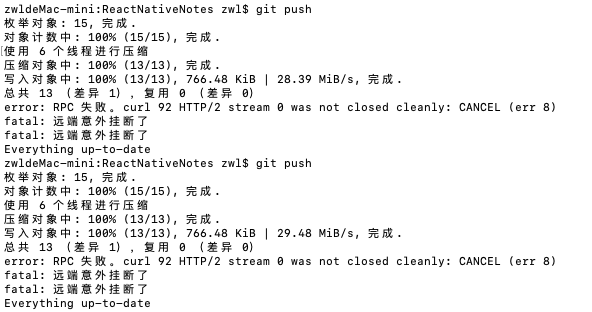 zwldeMac-mini:ReactNativeNotes zwl$ git push
枚举对象: 15, 完成.
对象计数中: 100% (15/15), 完成.
使用 6 个线程进行压缩
压缩对象中: 100% (13/13), 完成.
写入对象中: 100% (13/13), 766.48 KiB | 28.39 MiB/s, 完成.
总共 13 （差异 1），复用 0 （差异 0）
error: RPC 失败。curl 92 HTTP/2 stream 0 was not closed cleanly: CANCEL (err 8)
fatal: 远端意外挂断了
fatal: 远端意外挂断了
Everything up-to-date
zwldeMac-mini:ReactNativeNotes zwl$ git push
枚举对象: 15, 完成.
对象计数中: 100% (15/15), 完成.
使用 6 个线程进行压缩
压缩对象中: 100% (13/13), 完成.
写入对象中: 100% (13/13), 766.48 KiB | 29.48 MiB/s, 完成.
总共 13 （差异 1），复用 0 （差异 0）
error: RPC 失败。curl 92 HTTP/2 stream 0 was not closed cleanly: CANCEL (err 8)
fatal: 远端意外挂断了
fatal: 远端意外挂断了
Everything up-to-date